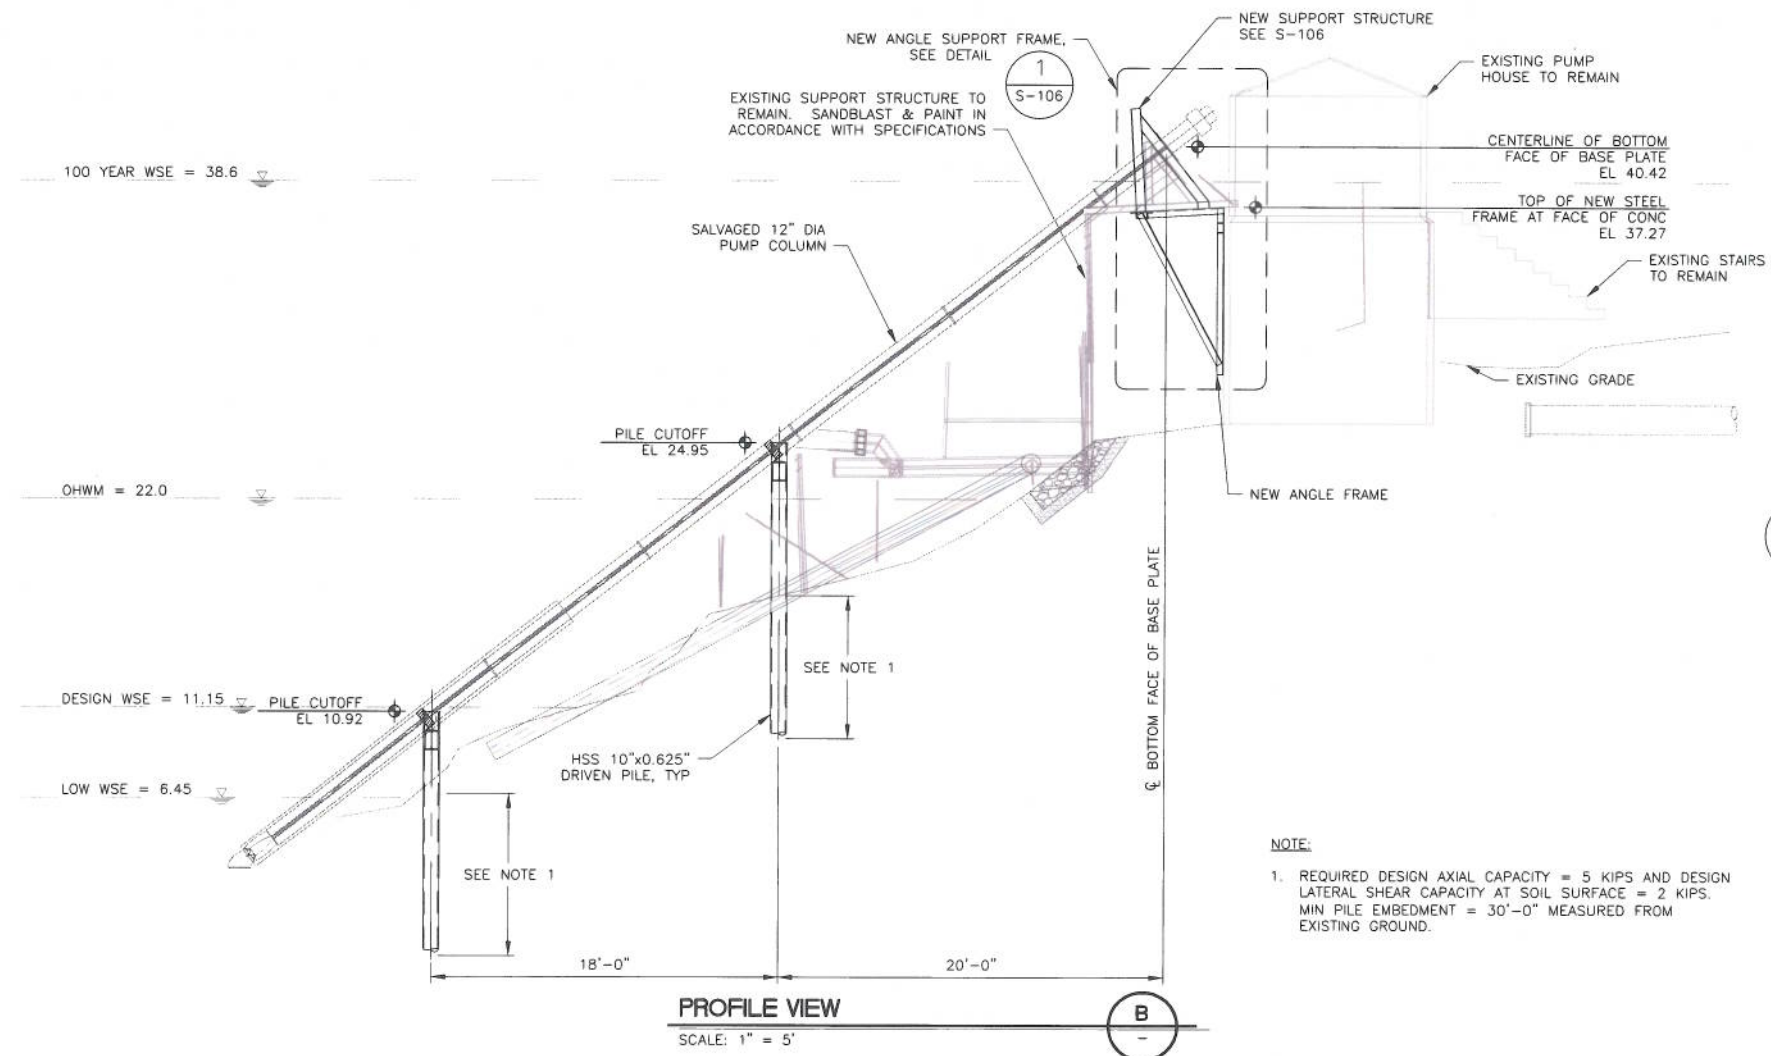 NEW SUPPORT STRUCTURE
SEE S-106
NEW ANGLE SUPPORT FRAME,
SEE DETAIL
1
S-106
EXISTING PUMP
HOUSE TO REMAIN
EXISTING SUPPORT STRUCTURE TO
REMAIN. SANDBLAST & PAINT IN
ACCORDANCE WITH SPECIFICATIONS
CENTERLINE OF BOTTOM
FACE OF BASE PLATE
EL 40.42
100 YEAR WSE = 38.6
TOP OF NEW STEEL
FRAME AT FACE OF CONC
EL 37.27
SALVAGED 12" DIA
PUMP COLUMN
EXISTING STAIRS
TO REMAIN
EXISTING GRADE
PILE CUTOFF
EL 24.95
OHWM = 22.0
NEW ANGLE FRAME
℄ BOTTOM FACE OF BASE PLATE
SEE NOTE 1
DESIGN WSE = 11.15
PILE CUTOFF
EL 10.92
HSS 10"x0.625"
DRIVEN PILE, TYP
LOW WSE = 6.45
SEE NOTE 1
NOTE:
1. REQUIRED DESIGN AXIAL CAPACITY = 5 KIPS AND DESIGN
LATERAL SHEAR CAPACITY AT SOIL SURFACE = 2 KIPS.
MIN PILE EMBEDMENT = 30'-0" MEASURED FROM
EXISTING GROUND.
18'-0"
20'-0"
PROFILE VIEW
SCALE: 1" = 5'
B
-